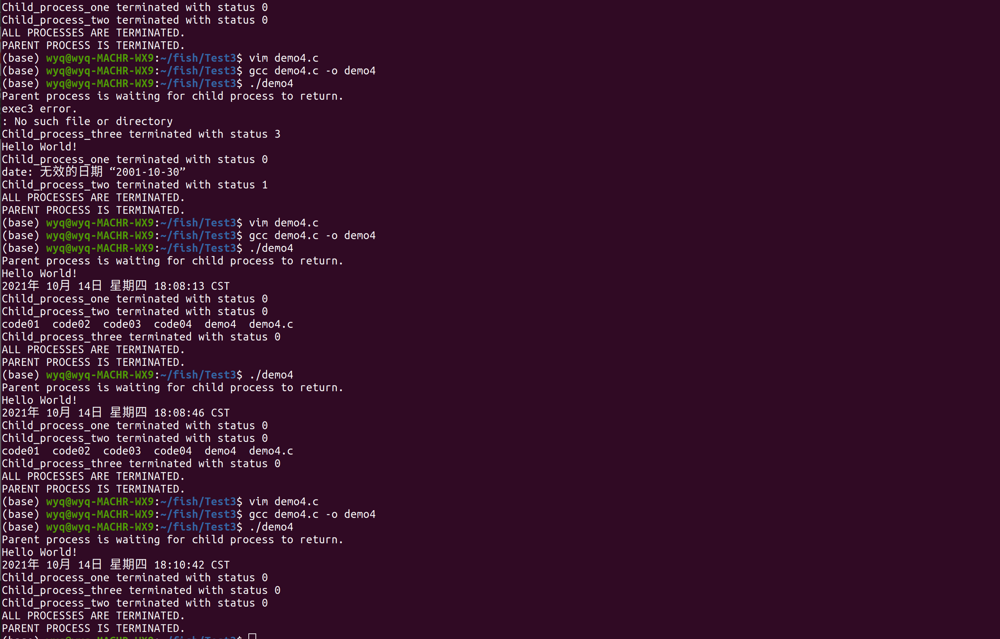 Child_process_one terminated with status 0
Child_process_two terminated with status 0
ALL PROCESSES ARE TERMINATED.
PARENT PROCESS IS TERMINATED.
(base) wyq@wyq-MACHR-WX9:~/fish/Test3$ vim demo4.c
(base) wyq@wyq-MACHR-WX9:~/fish/Test3$ gcc demo4.c -o demo4
(base) wyq@wyq-MACHR-WX9:~/fish/Test3$ ./demo4
Parent process is waiting for child process to return.
exec3 error.
: No such file or directory
Child_process_three terminated with status 3
Hello World!
Child_process_one terminated with status 0
date: 无效的日期 “2001-10-30”
Child_process_two terminated with status 1
ALL PROCESSES ARE TERMINATED.
PARENT PROCESS IS TERMINATED.
(base) wyq@wyq-MACHR-WX9:~/fish/Test3$ vim demo4.c
(base) wyq@wyq-MACHR-WX9:~/fish/Test3$ gcc demo4.c -o demo4
(base) wyq@wyq-MACHR-WX9:~/fish/Test3$ ./demo4
Parent process is waiting for child process to return.
Hello World!
2021年 10月 14日 星期四 18:08:13 CST
Child_process_one terminated with status 0
Child_process_two terminated with status 0
code01  code02  code03  code04  demo4  demo4.c
Child_process_three terminated with status 0
ALL PROCESSES ARE TERMINATED.
PARENT PROCESS IS TERMINATED.
(base) wyq@wyq-MACHR-WX9:~/fish/Test3$ ./demo4
Parent process is waiting for child process to return.
Hello World!
2021年 10月 14日 星期四 18:08:46 CST
Child_process_one terminated with status 0
Child_process_two terminated with status 0
code01  code02  code03  code04  demo4  demo4.c
Child_process_three terminated with status 0
ALL PROCESSES ARE TERMINATED.
PARENT PROCESS IS TERMINATED.
(base) wyq@wyq-MACHR-WX9:~/fish/Test3$ vim demo4.c
(base) wyq@wyq-MACHR-WX9:~/fish/Test3$ gcc demo4.c -o demo4
(base) wyq@wyq-MACHR-WX9:~/fish/Test3$ ./demo4
Parent process is waiting for child process to return.
Hello World!
2021年 10月 14日 星期四 18:10:42 CST
Child_process_one terminated with status 0
Child_process_three terminated with status 0
Child_process_two terminated with status 0
ALL PROCESSES ARE TERMINATED.
PARENT PROCESS IS TERMINATED.